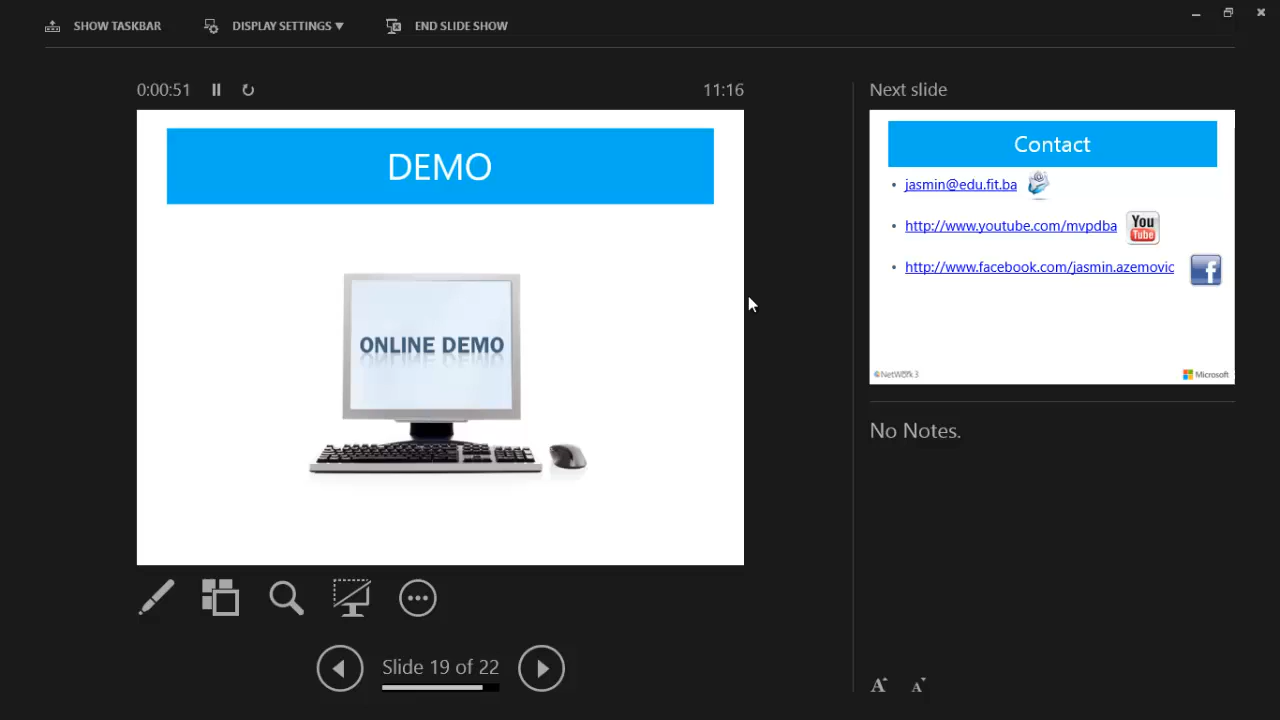 SHOW TASKBAR
DISPLAY SETTINGS
END SLIDE SHOW
0:00:51
11:16
DEMO
ONLINE DEMO
Slide 19 of 22
Next slide
Contact
jasmin@edu.fit.ba
http://www.youtube.com/mvpdba
You
Tube
http://www.facebook.com/jasmin.azemovic
f
NetWork 3
Microsoft
No Notes.
A A